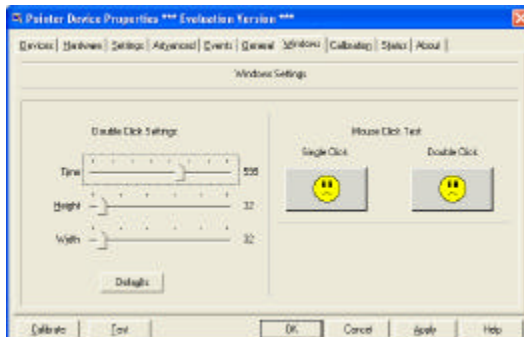 Pointer Device Properties *** Evaluation Version ***
Devices Hardware Settings Advanced Events General Windows Calibration Status About
Windows Settings
Double Click Settings
Mouse Click Test
Single Click Double Click
Time
Height 32
Width 32
Defaults
Calibrate Test OK Cancel Apply Help